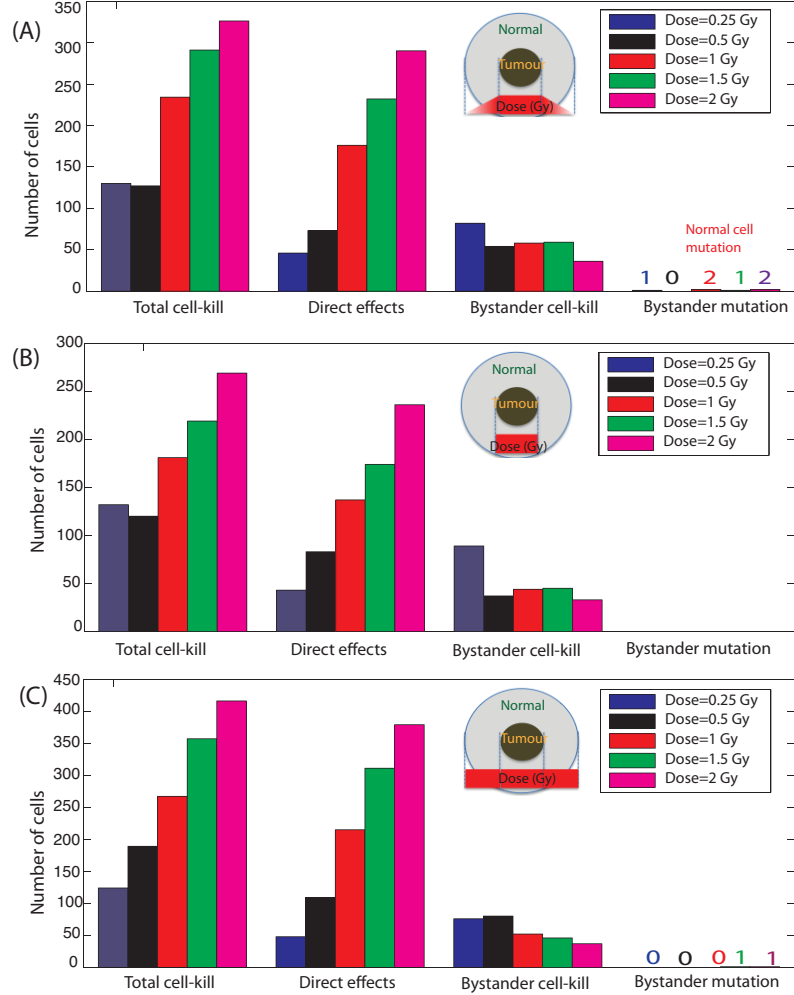 (A)
350
300
250
200
150
100
50
0
Number of cells
Normal
Tumour
Dose (Gy)
Dose=0.25 Gy
Dose=0.5 Gy
Dose=1 Gy
Dose=1.5 Gy
Dose=2 Gy
Normal cell
mutation
1 0 2 1 2
Total cell-kill Direct effects Bystander cell-kill Bystander mutation
(B)
300
250
200
150
100
50
0
Number of cells
Normal
Tumour
Dose (Gy)
Dose=0.25 Gy
Dose=0.5 Gy
Dose=1 Gy
Dose=1.5 Gy
Dose=2 Gy
Total cell-kill Direct effects Bystander cell-kill Bystander mutation
(C)
450
400
350
300
250
200
150
100
50
0
Number of cells
Normal
Tumour
Dose (Gy)
Dose=0.25 Gy
Dose=0.5 Gy
Dose=1 Gy
Dose=1.5 Gy
Dose=2 Gy
0 0 0 1 1
Total cell-kill Direct effects Bystander cell-kill Bystander mutation